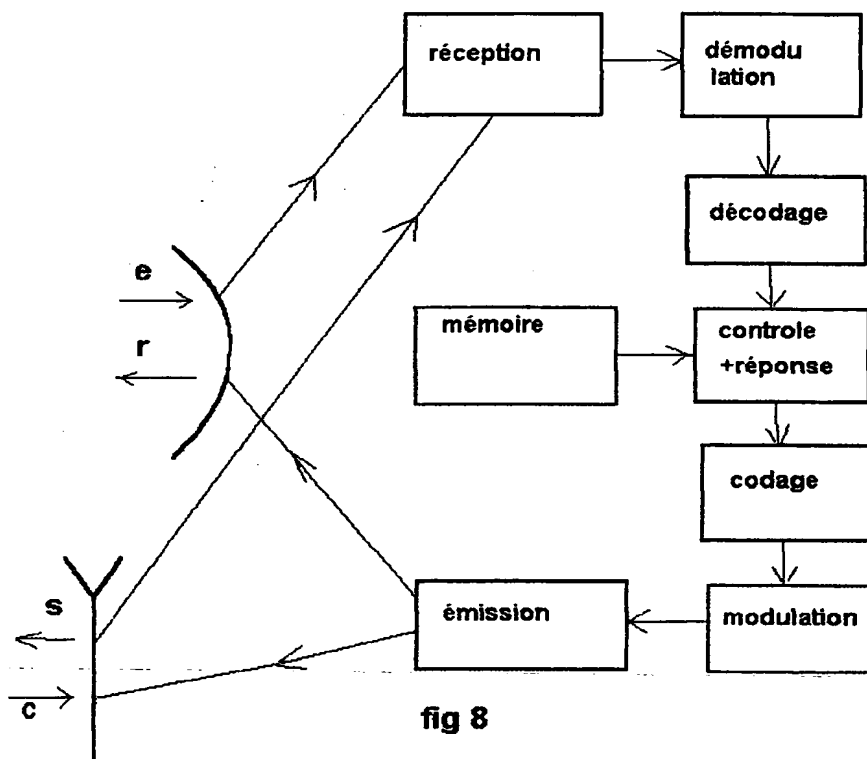 réception
démodu
lation
décodage
e
r
mémoire
controle
+réponse
codage
s
c
émission
modulation
fig 8